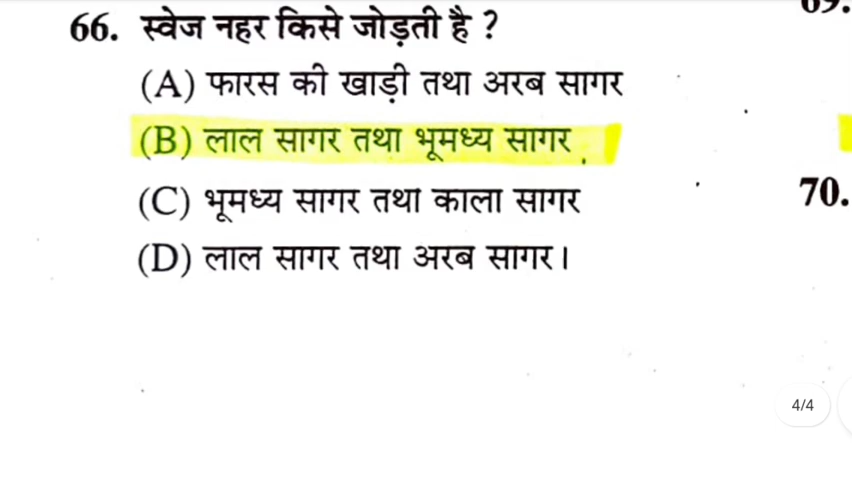 66. स्वेज नहर किसे जोड़ती है ?
(A) फारस की खाड़ी तथा अरब सागर
(B) लाल सागर तथा भूमध्य सागर
(C) भूमध्य सागर तथा काला सागर
(D) लाल सागर तथा अरब सागर।
70.
4/4